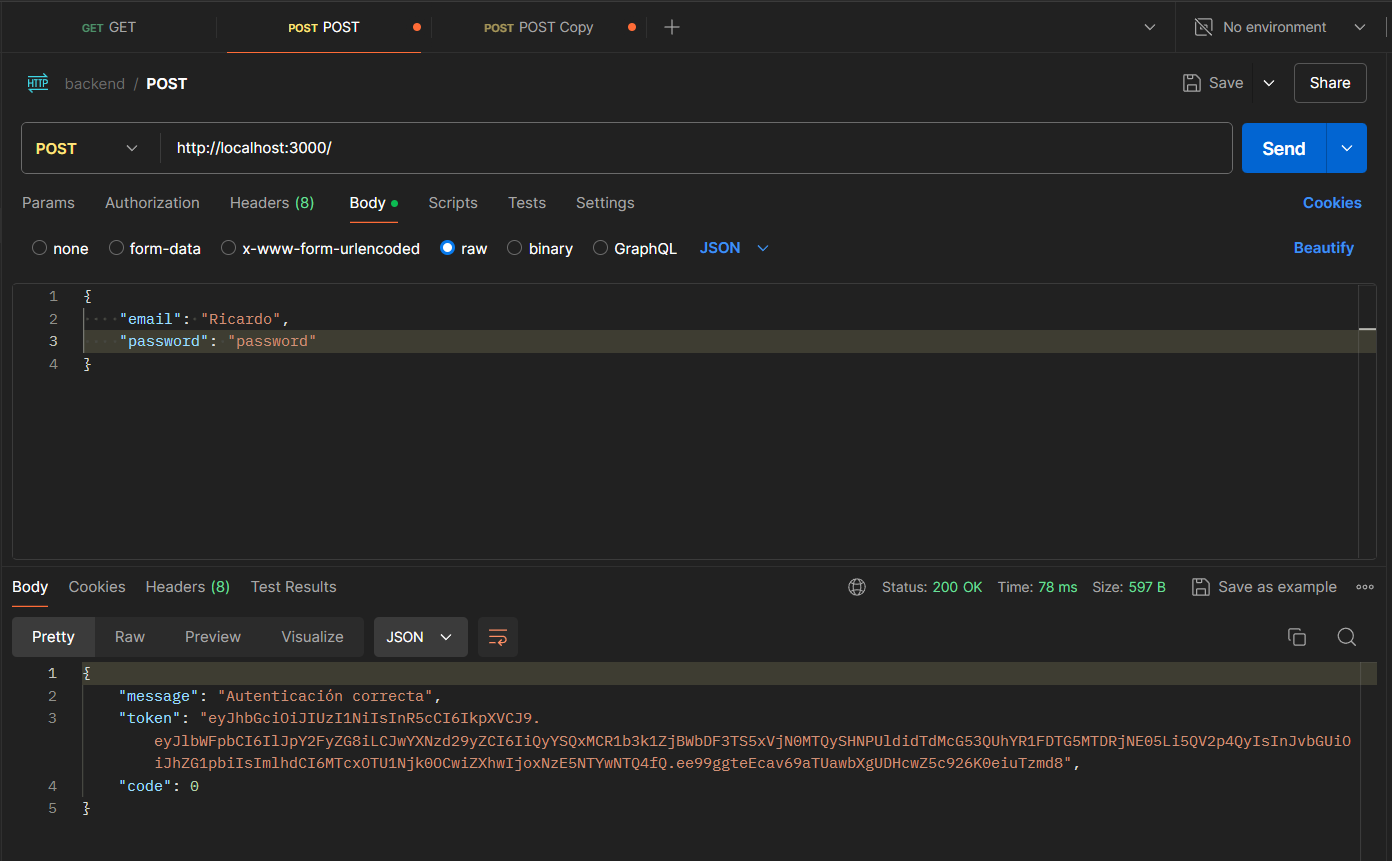 GET GET
POST POST
POST POST Copy
No environment
HTTP backend / POST
Save
Share
POST http://localhost:3000/
Send
Params Authorization Headers (8) Body Scripts Tests Settings Cookies
none form-data x-www-form-urlencoded raw binary GraphQL JSON Beautify
1 {
2 "email": "Ricardo",
3 "password": "password"
4 }
Body Cookies Headers (8) Test Results Status: 200 OK Time: 78 ms Size: 597 B Save as example
Pretty Raw Preview Visualize JSON
1 {
2 "message": "Autenticación correcta",
3 "token": "eyJhbGciOiJIUzI1NiIsInR5cCI6IkpXVCJ9.
eyJlbWFpbCI6IlJpY2FyZG8iLCJwYXNzd29yZCI6IiQyYSQxMCR1b3k1ZjBWbDF3TS5xVjN0MTQySHNPUldidTdMcG53QUhYR1FDTG5MTDRjNE05Li5QV2p4QyIsInJvbGUiO
iJhZG1pbiIsImlhdCI6MTcxOTU1Njk0OCwiZXhwIjoxNzE5NTYwNTQ4fQ.ee99ggteEcav69aTUawbXgUDHcwZ5c926K0eiuTzmd8",
4 "code": 0
5 }